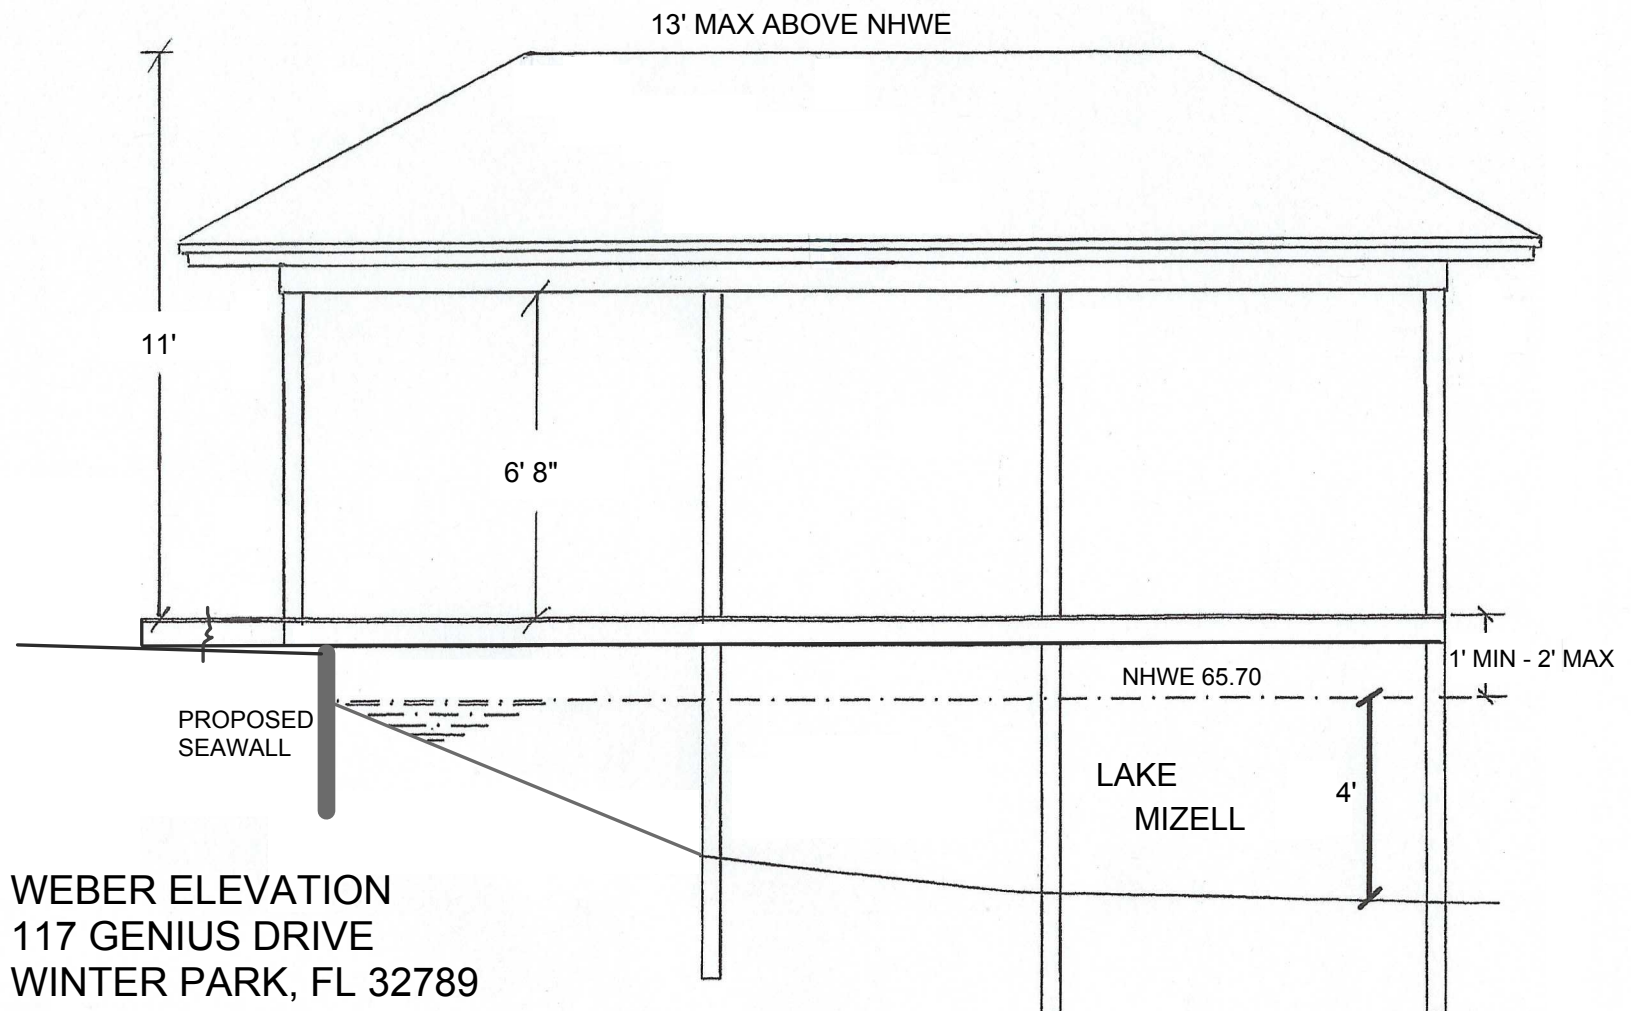 13' MAX ABOVE NHWE
11'
6' 8"
1' MIN - 2' MAX
NHWE 65.70
PROPOSED
SEAWALL
LAKE
MIZELL
4'
WEBER ELEVATION
117 GENIUS DRIVE
WINTER PARK, FL 32789